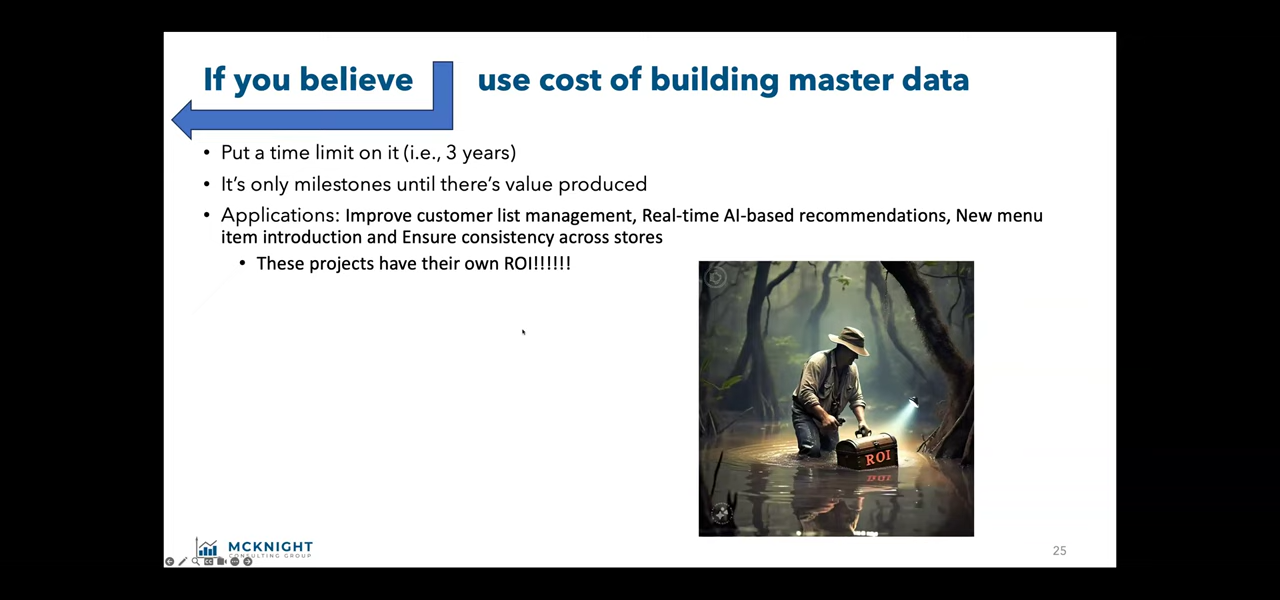 If you believe use cost of building master data
• Put a time limit on it (i.e., 3 years)
• It's only milestones until there's value produced
• Applications: Improve customer list management, Real-time AI-based recommendations, New menu
item introduction and Ensure consistency across stores
• These projects have their own ROI!!!!!!
ROI
MCKNIGHT
CONSULTING GROUP
25